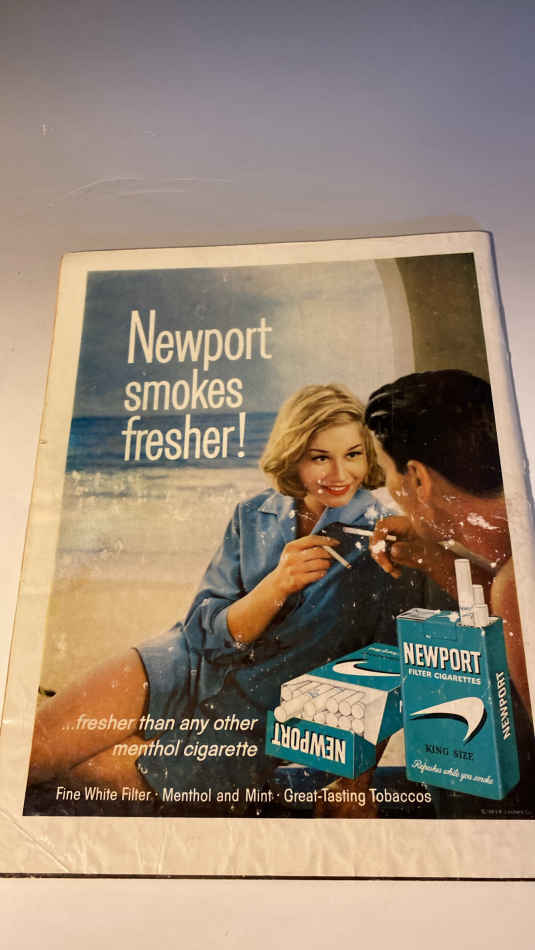 Newport
smokes
fresher!
NEWPORT
FILTER CIGARETTES
NEWPORT
KING SIZE
Refreshes while you smoke
NEWPORT
...fresher than any other
menthol cigarette
Fine White Filter · Menthol and Mint · Great-Tasting Tobaccos